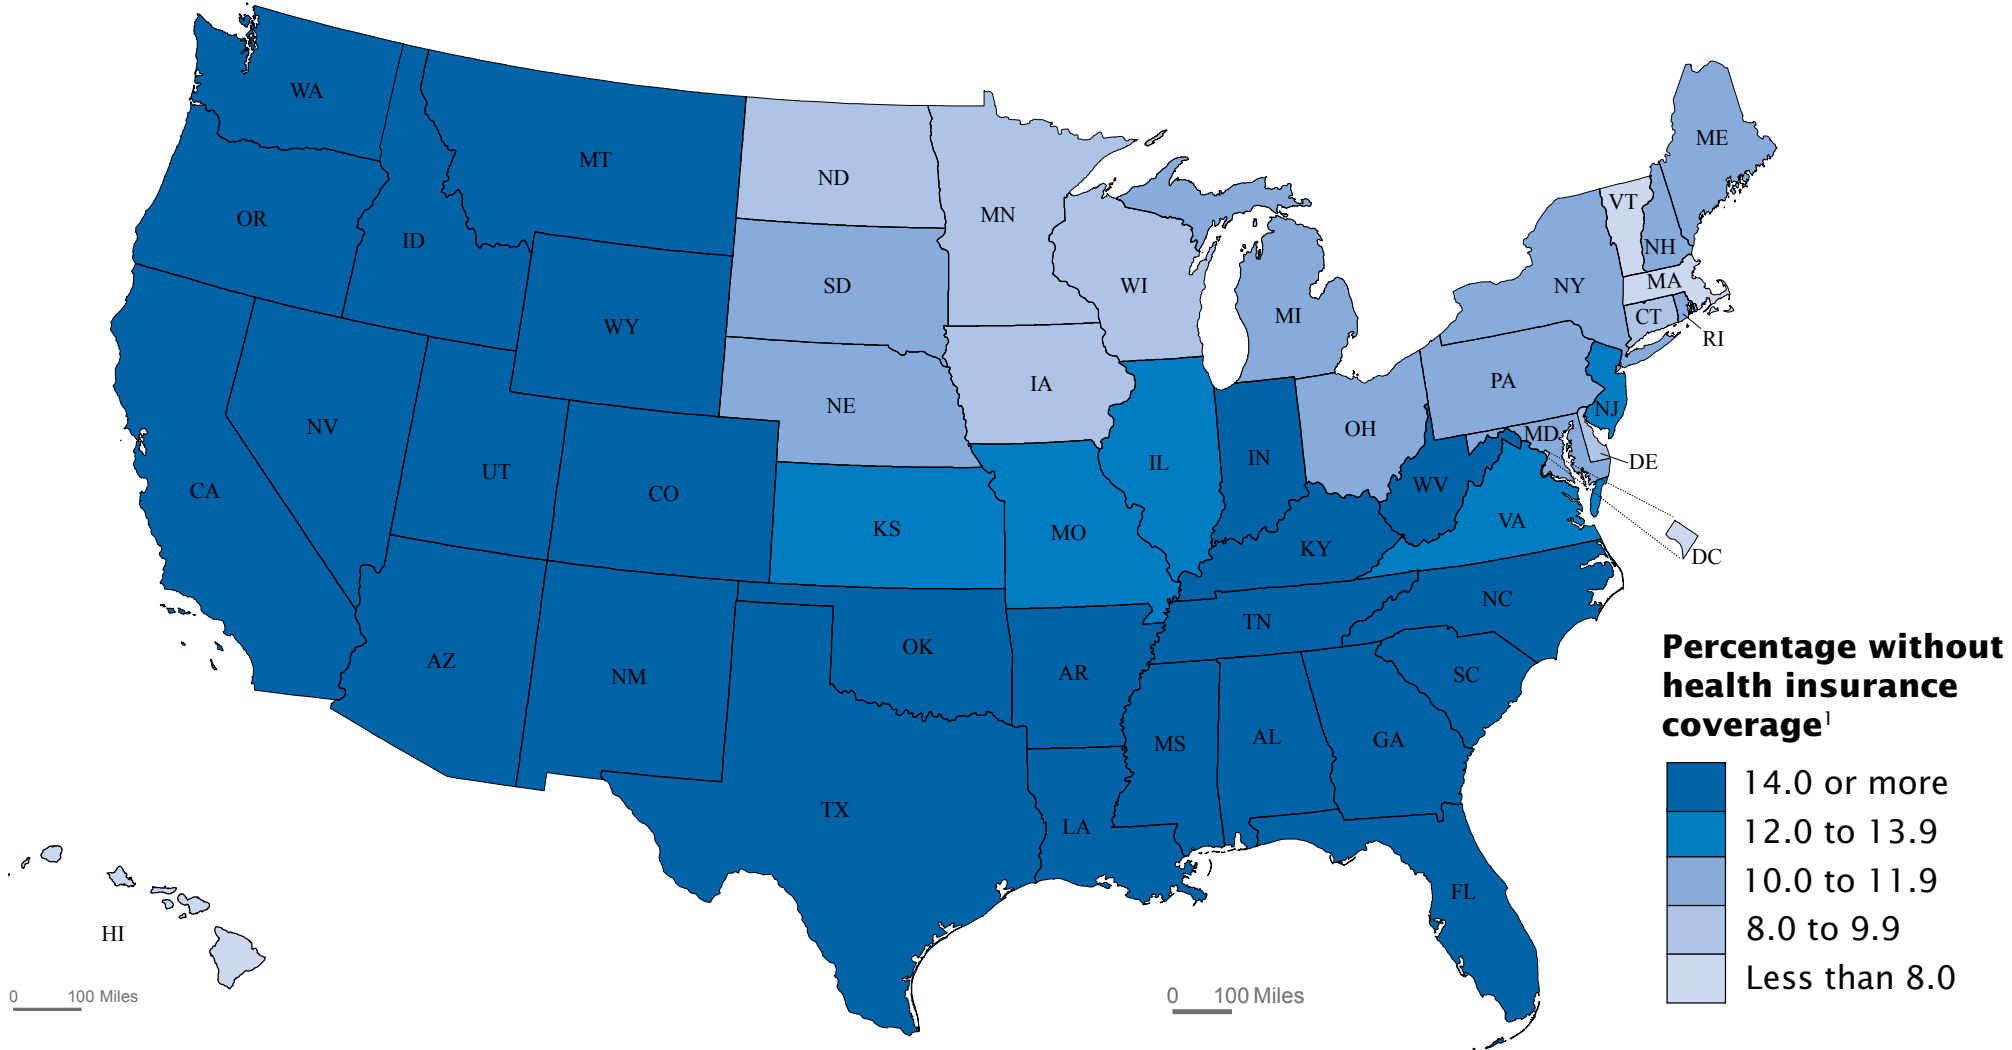 WA
MT
ND
MN
ME
OR
ID
VT
NH
SD
WI
NY
MA
WY
MI
CT
RI
IA
PA
NE
NV
OH
NJ
MD
UT
CO
IL
IN
DE
CA
WV
KS
MO
VA
KY
DC
NC
TN
OK
AZ
NM
AR
SC
MS
AL
GA
TX
LA
FL
HI
0 100 Miles
0 100 Miles
Percentage without
health insurance
coverage1
14.0 or more
12.0 to 13.9
10.0 to 11.9
8.0 to 9.9
Less than 8.0